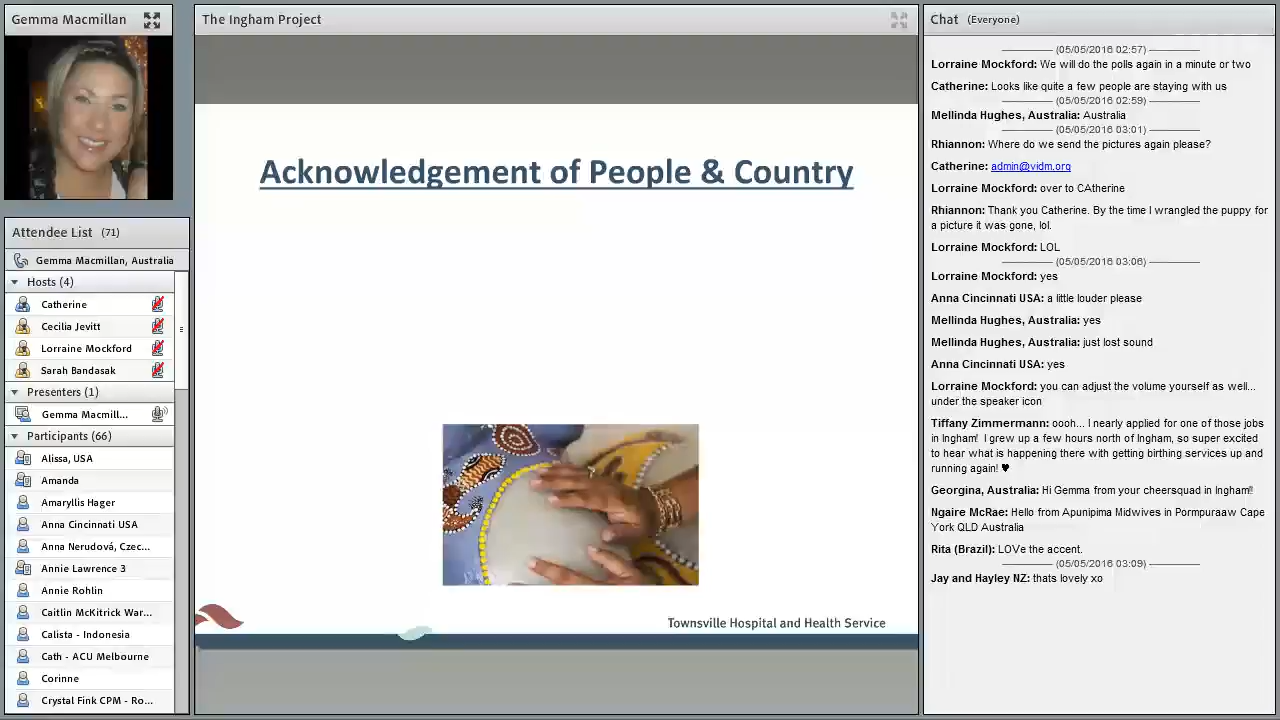 Gemma Macmillan
The Ingham Project
Chat (Everyone)
Attendee List (71)
Gemma Macmillan, Australia
Hosts (4)
Catherine
Cecilia Jevitt
Lorraine Mockford
Sarah Bandasak
Presenters (1)
Gemma Macmill...
Participants (66)
Alissa, USA
Amanda
Amaryllis Hager
Anna Cincinnati USA
Anna Nerudová, Czec...
Annie Lawrence 3
Annie Rohlin
Caitlin McKitrick War...
Calista - Indonesia
Cath - ACU Melbourne
Corinne
Crystal Fink CPM - Ro...
Acknowledgement of People & Country
Townsville Hospital and Health Service
(05/05/2016 02:57)
Lorraine Mockford: We will do the polls again in a minute or two
Catherine: Looks like quite a few people are staying with us
(05/05/2016 02:59)
Mellinda Hughes, Australia: Australia
(05/05/2016 03:01)
Rhiannon: Where do we send the pictures again please?
Catherine: admin@vidm.org
Lorraine Mockford: over to CAtherine
Rhiannon: Thank you Catherine. By the time I wrangled the puppy for
a picture it was gone, lol.
Lorraine Mockford: LOL
(05/05/2016 03:06)
Lorraine Mockford: yes
Anna Cincinnati USA: a little louder please
Mellinda Hughes, Australia: yes
Mellinda Hughes, Australia: just lost sound
Anna Cincinnati USA: yes
Lorraine Mockford: you can adjust the volume yourself as well...
under the speaker icon
Tiffany Zimmermann: oooh... I nearly applied for one of those jobs
in Ingham! I grew up a few hours north of Ingham, so super excited
to hear what is happening there with getting birthing services up and
running again! ♥
Georgina, Australia: Hi Gemma from your cheersquad in Ingham!!
Ngaire McRae: Hello from Apunipima Midwives in Pormpuraaw Cape
York QLD Australia
Rita (Brazil): LOVe the accent.
(05/05/2016 03:09)
Jay and Hayley NZ: thats lovely xo